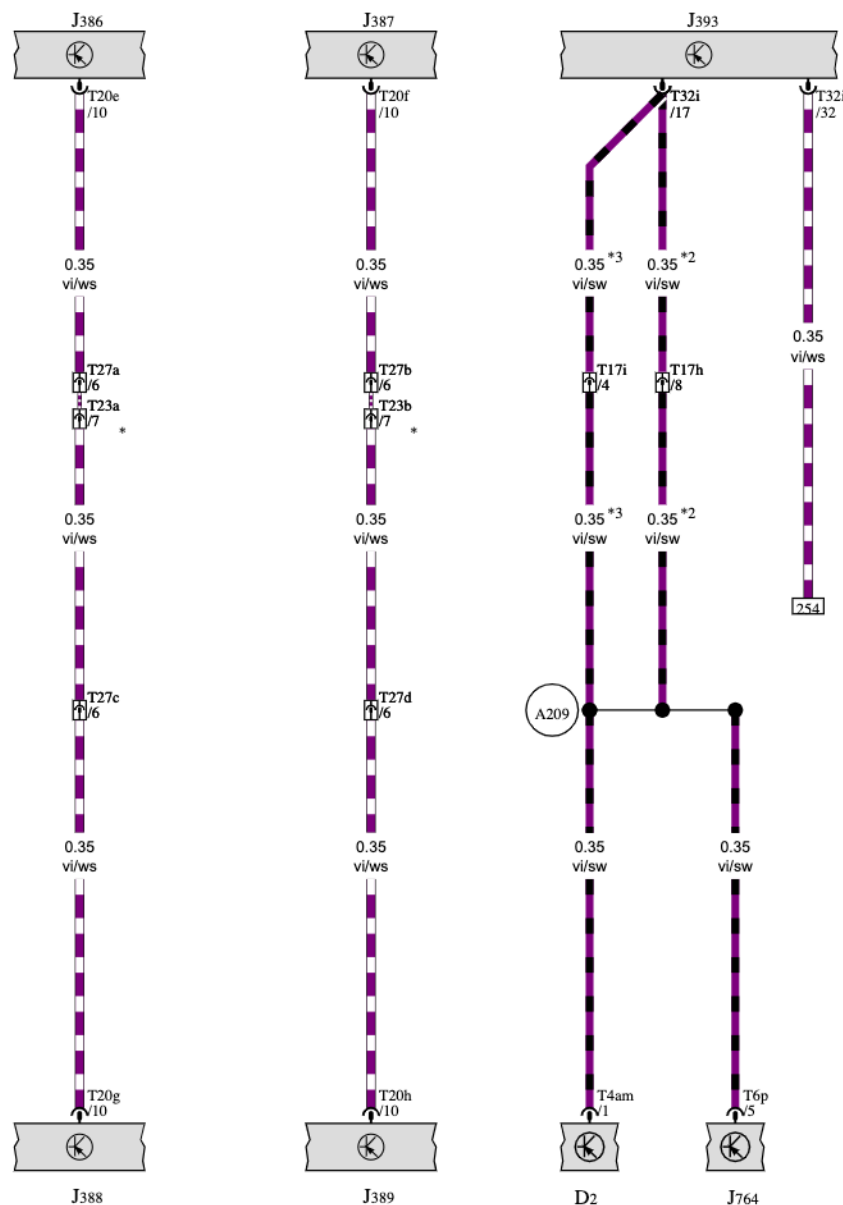 J386
J387
J393
T20e
/10
T20f
/10
T32i
/17
T32i
/32
0.35
vi/ws
0.35
vi/ws
0.35 *3
vi/sw
0.35 *2
vi/sw
0.35
vi/ws
T27a
/6
T23a
/7
*
T27b
/6
T23b
/7
*
T17i
/4
T17h
/8
0.35
vi/ws
0.35
vi/ws
0.35 *3
vi/sw
0.35 *2
vi/sw
254
T27c
/6
T27d
/6
A209
0.35
vi/ws
0.35
vi/ws
0.35
vi/sw
0.35
vi/sw
T20g
/10
T20h
/10
T4am
/1
T6p
/5
J388
J389
D2
J764